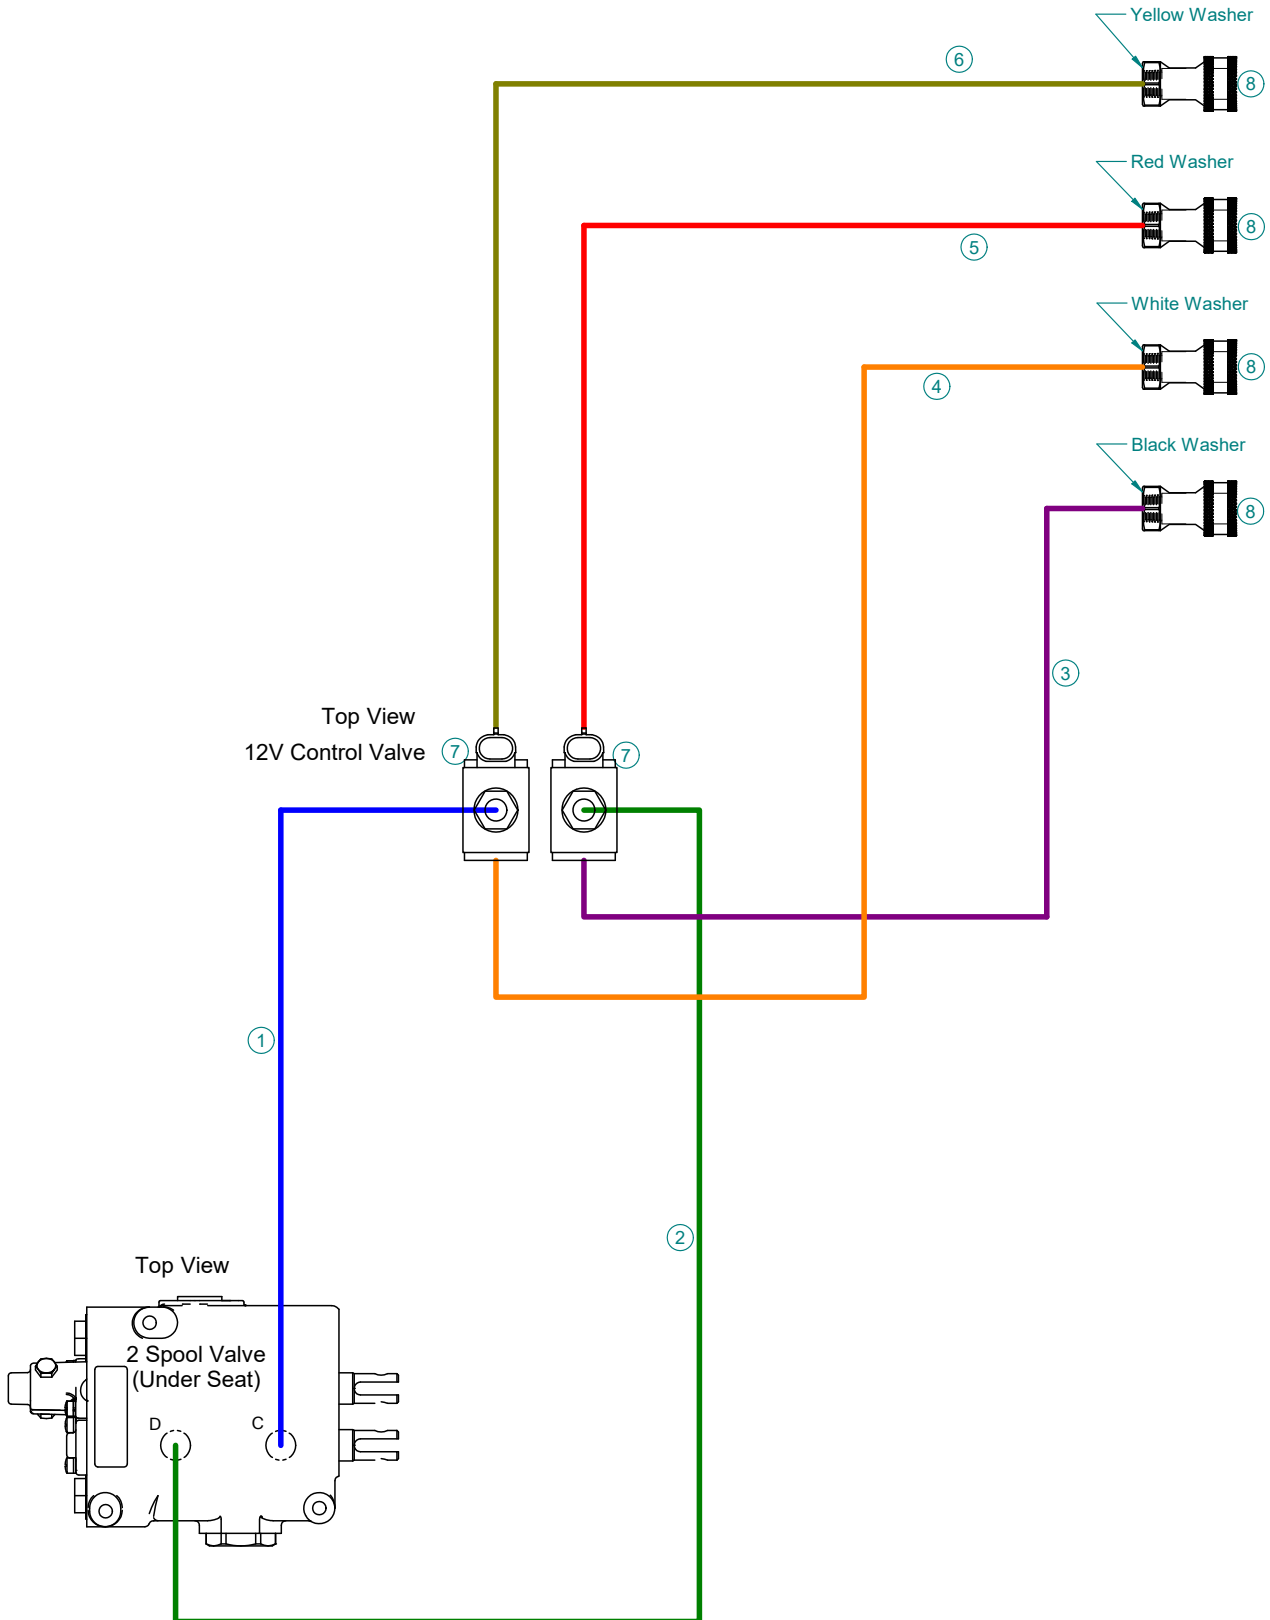 Yellow Washer
6
8
Red Washer
8
5
White Washer
8
4
Black Washer
8
3
Top View
12V Control Valve
7
7
1
2
Top View
2 Spool Valve
(Under Seat)
D
C